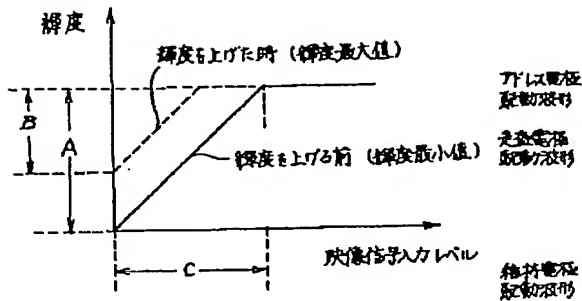 輝度
輝度を上げた時 (輝度最大値)
B
A
輝度を上げる前 (輝度最小値)
映像信号入力レベル
C
アドレス電極
駆動波形
走査電極
駆動波形
維持電極
駆動波形